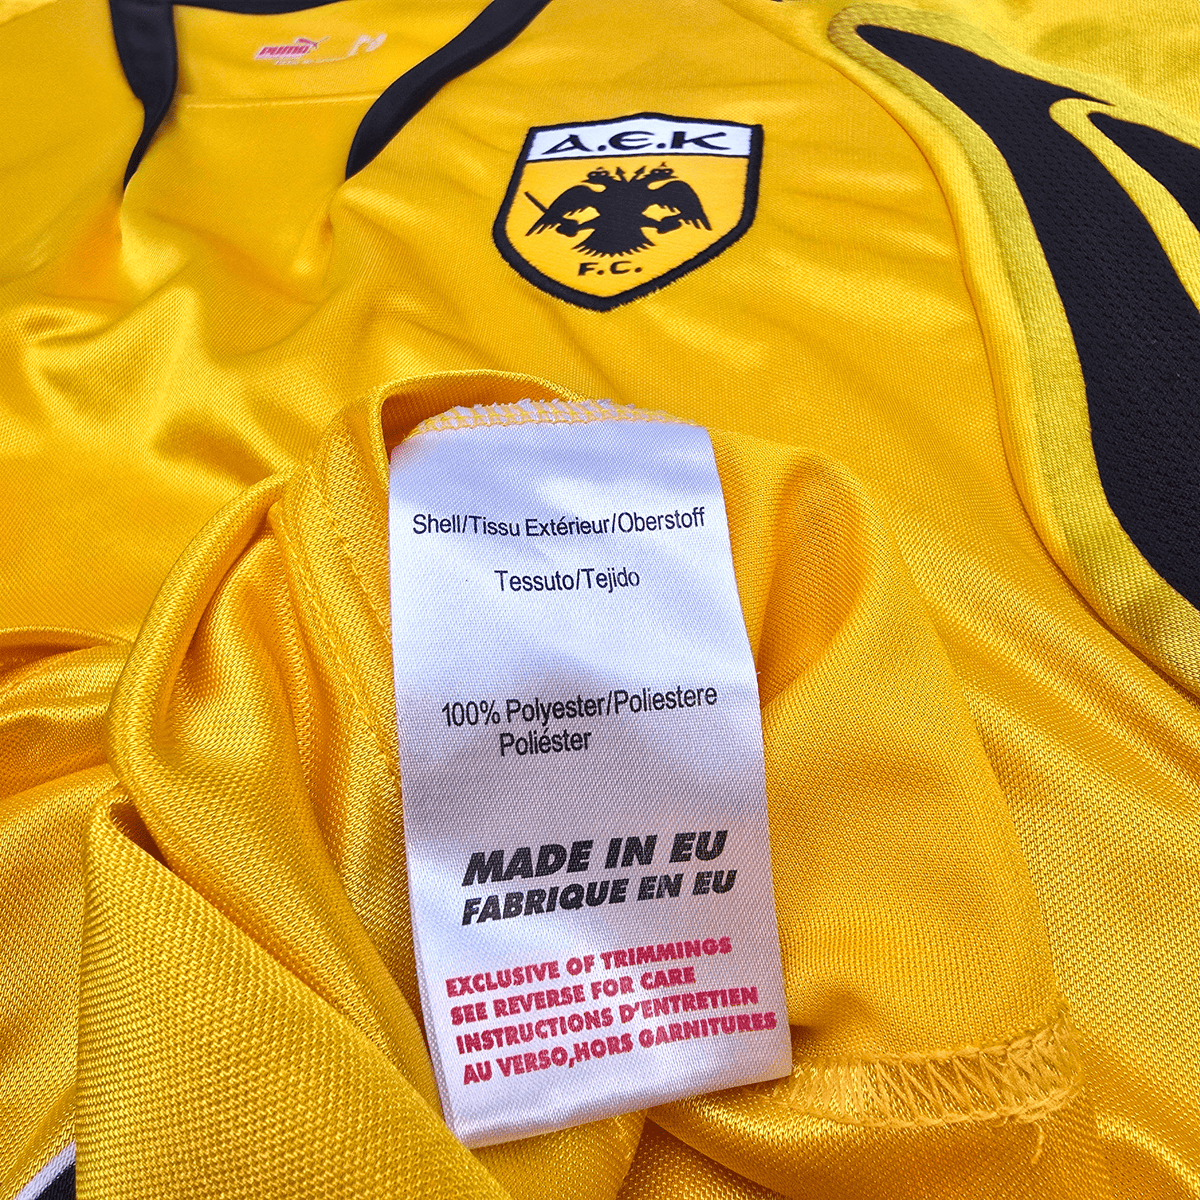 PUMA
A.E.K
F.C.
Shell/Tissu Extérieur/Oberstoff
Tessuto/Tejido
100% Polyester/Poliestere
Poliéster
MADE IN EU
FABRIQUE EN EU
EXCLUSIVE OF TRIMMINGS
SEE REVERSE FOR CARE
INSTRUCTIONS D'ENTRETIEN
AU VERSO,HORS GARNITURES